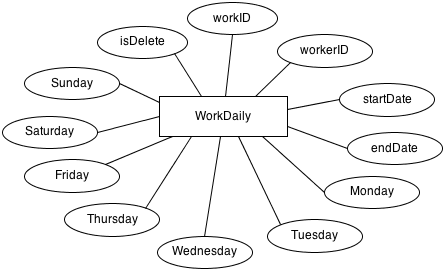 workID
isDelete
workerID
Sunday
startDate
WorkDaily
Saturday
endDate
Friday
Monday
Thursday
Tuesday
Wednesday